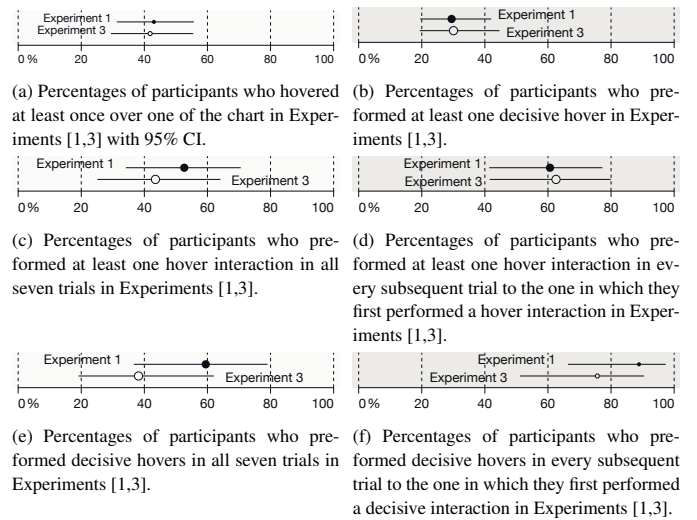 Experiment 1
Experiment 3
0 % 20 40 60 80 100
(a) Percentages of participants who hovered
at least once over one of the chart in Exper-
iments [1,3] with 95% CI.
Experiment 1
Experiment 3
0 % 20 40 60 80 100
(b) Percentages of participants who pre-
formed at least one decisive hover in Exper-
iments [1,3].
Experiment 1
Experiment 3
0 % 20 40 60 80 100
(c) Percentages of participants who pre-
formed at least one hover interaction in all
seven trials in Experiments [1,3].
Experiment 1
Experiment 3
0 % 20 40 60 80 100
(d) Percentages of participants who pre-
formed at least one hover interaction in ev-
ery subsequent trial to the one in which they
first performed a hover interaction in Exper-
iments [1,3].
Experiment 1
Experiment 3
0 % 20 40 60 80 100
(e) Percentages of participants who pre-
formed decisive hovers in all seven trials in
Experiments [1,3].
Experiment 1
Experiment 3
0 % 20 40 60 80 100
(f) Percentages of participants who pre-
formed decisive hovers in every subsequent
trial to the one in which they first performed
a decisive interaction in Experiments [1,3].